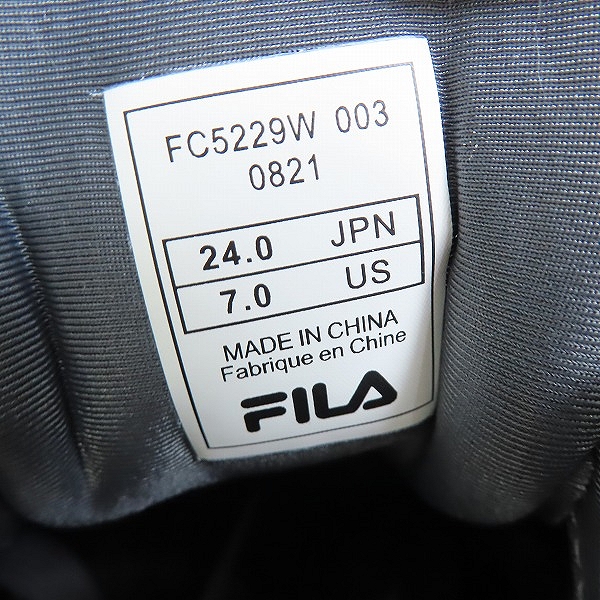 FC5229W 003
0821
24.0 JPN
7.0 US
MADE IN CHINA
Fabrique en Chine
FILA